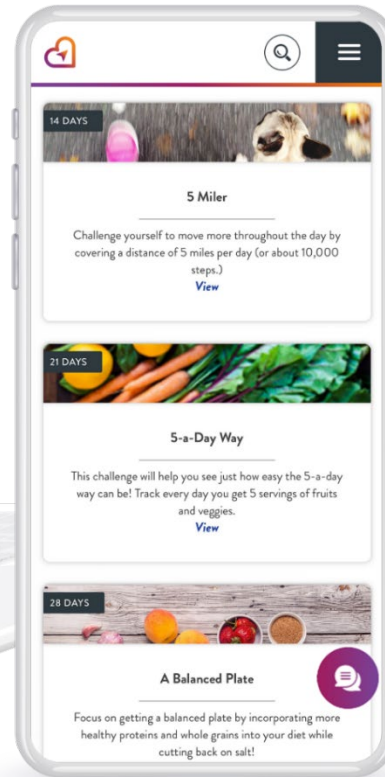 14 DAYS
5 Miler
Challenge yourself to move more throughout the day by
covering a distance of 5 miles per day (or about 10,000
steps.)
View
21 DAYS
5-a-Day Way
This challenge will help you see just how easy the 5-a-day
way can be! Track every day you get 5 servings of fruits
and veggies.
View
28 DAYS
A Balanced Plate
Focus on getting a balanced plate by incorporating more
healthy proteins and whole grains into your diet while
cutting back on salt!